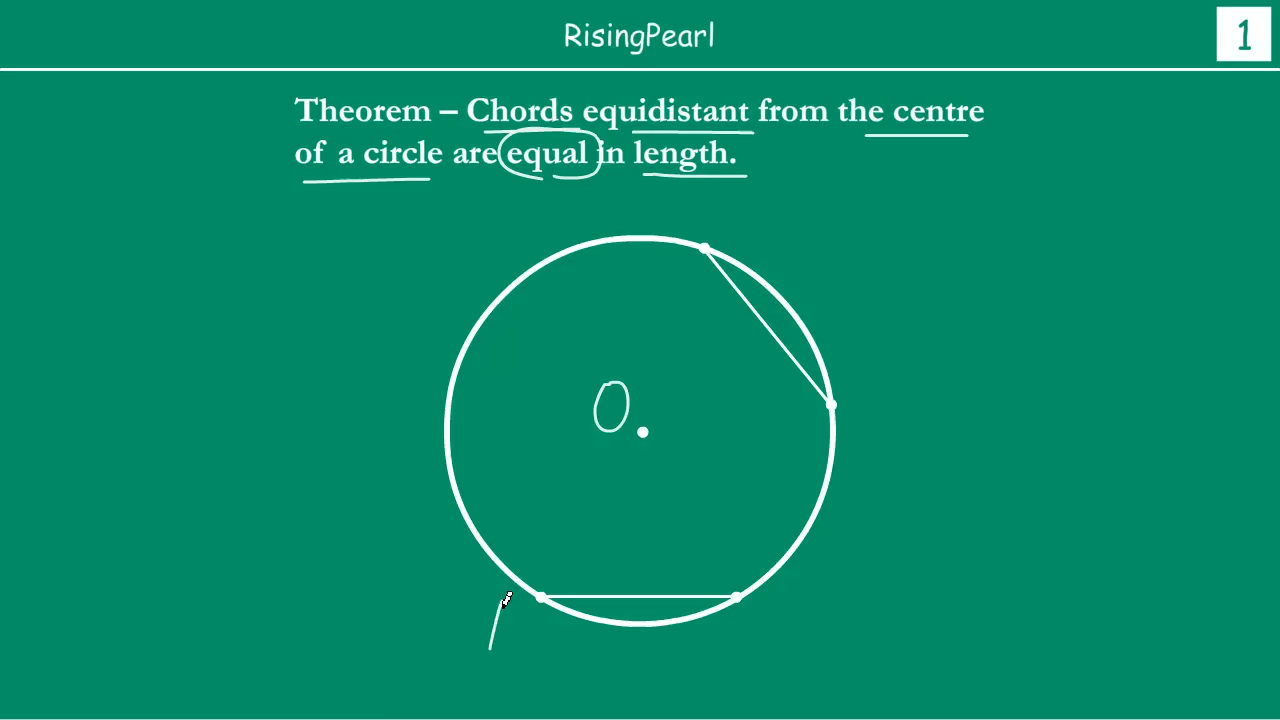 RisingPearl
1
Theorem – Chords equidistant from the centre
of a circle are equal in length.
O